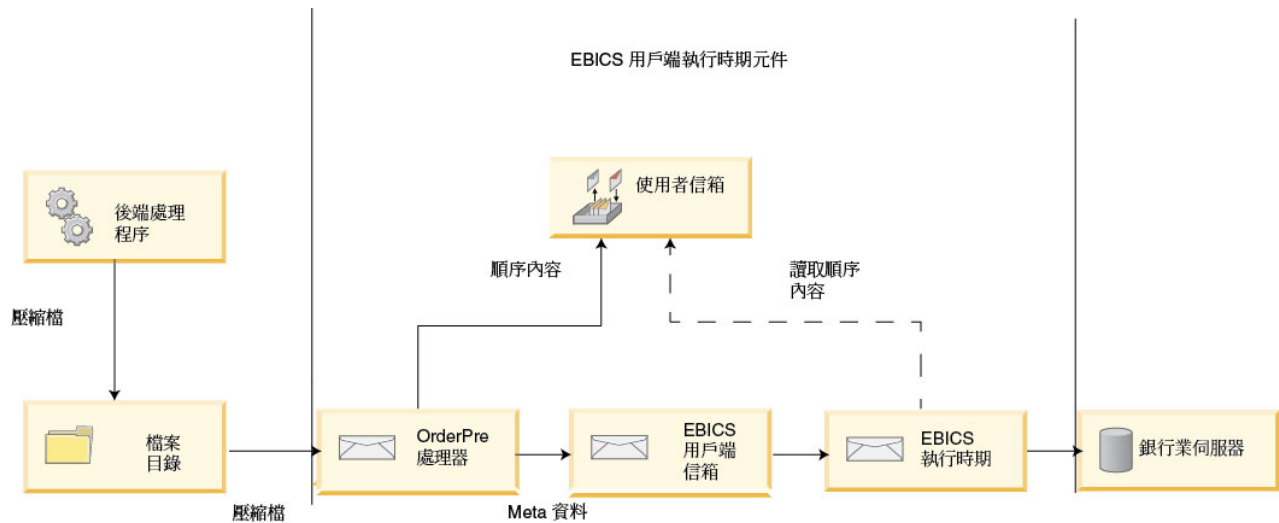 EBICS 用戶端執行時期元件
使用者信箱
後端處理
程序
順序內容
讀取順序
內容
壓縮檔
檔案
目錄
OrderPre
處理器
EBICS
用戶端
信箱
EBICS
執行時期
銀行業伺服器
壓縮檔
Meta 資料